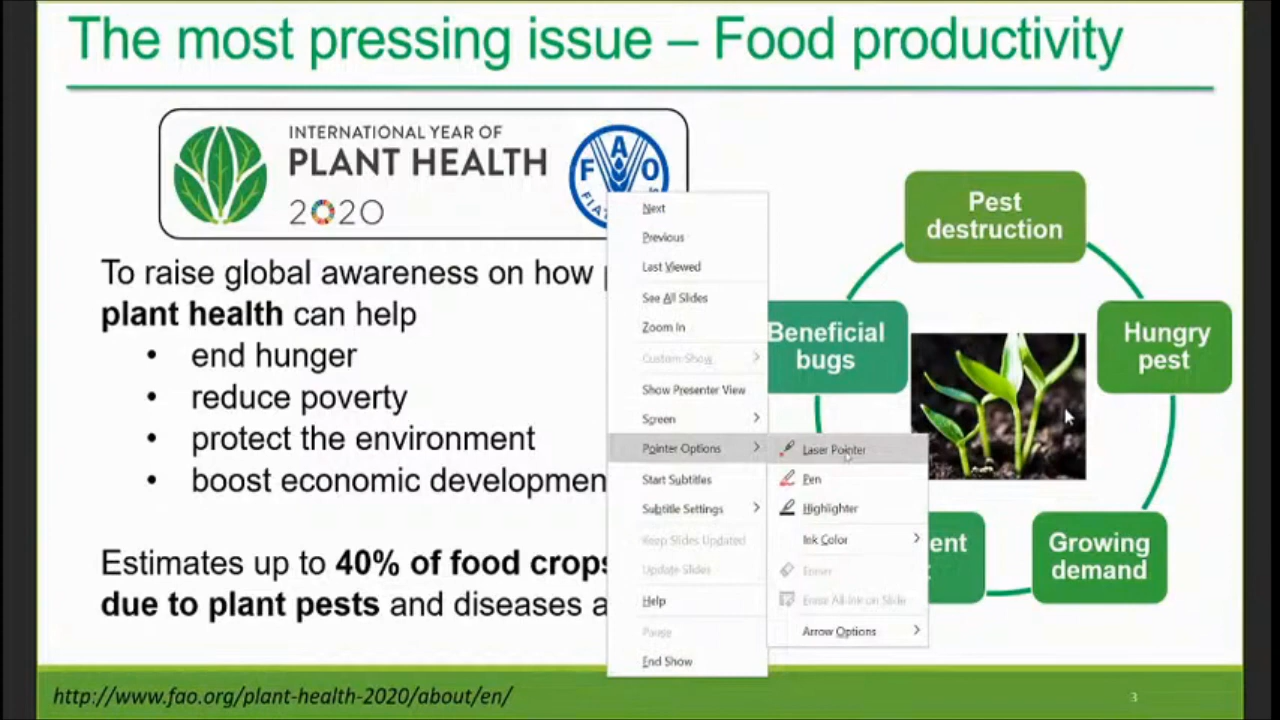 The most pressing issue – Food productivity
INTERNATIONAL YEAR OF
PLANT HEALTH
2020
FAO
FIAT
To raise global awareness on how
plant health can help
• end hunger
• reduce poverty
• protect the environment
• boost economic developmen
Estimates up to 40% of food crops
due to plant pests and diseases a
Next
Previous
Last Viewed
See All Slides
Zoom In
Custom Show
Show Presenter View
Screen
Pointer Options
Start Subtitles
Subtitle Settings
Keep Slides Updated
Update Slides
Help
Pause
End Show
Laser Pointer
Pen
Highlighter
Ink Color
Eraser
Erase All Ink on Slide
Arrow Options
Pest
destruction
Beneficial
bugs
Hungry
pest
ent
t
Growing
demand
http://www.fao.org/plant-health-2020/about/en/
3